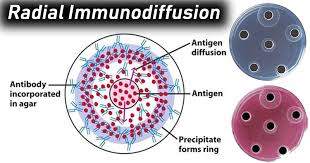 Radial Immunodiffusion
Antigen
diffusion
Antibody
incorporated
in agar
Antigen
Precipitate
forms ring